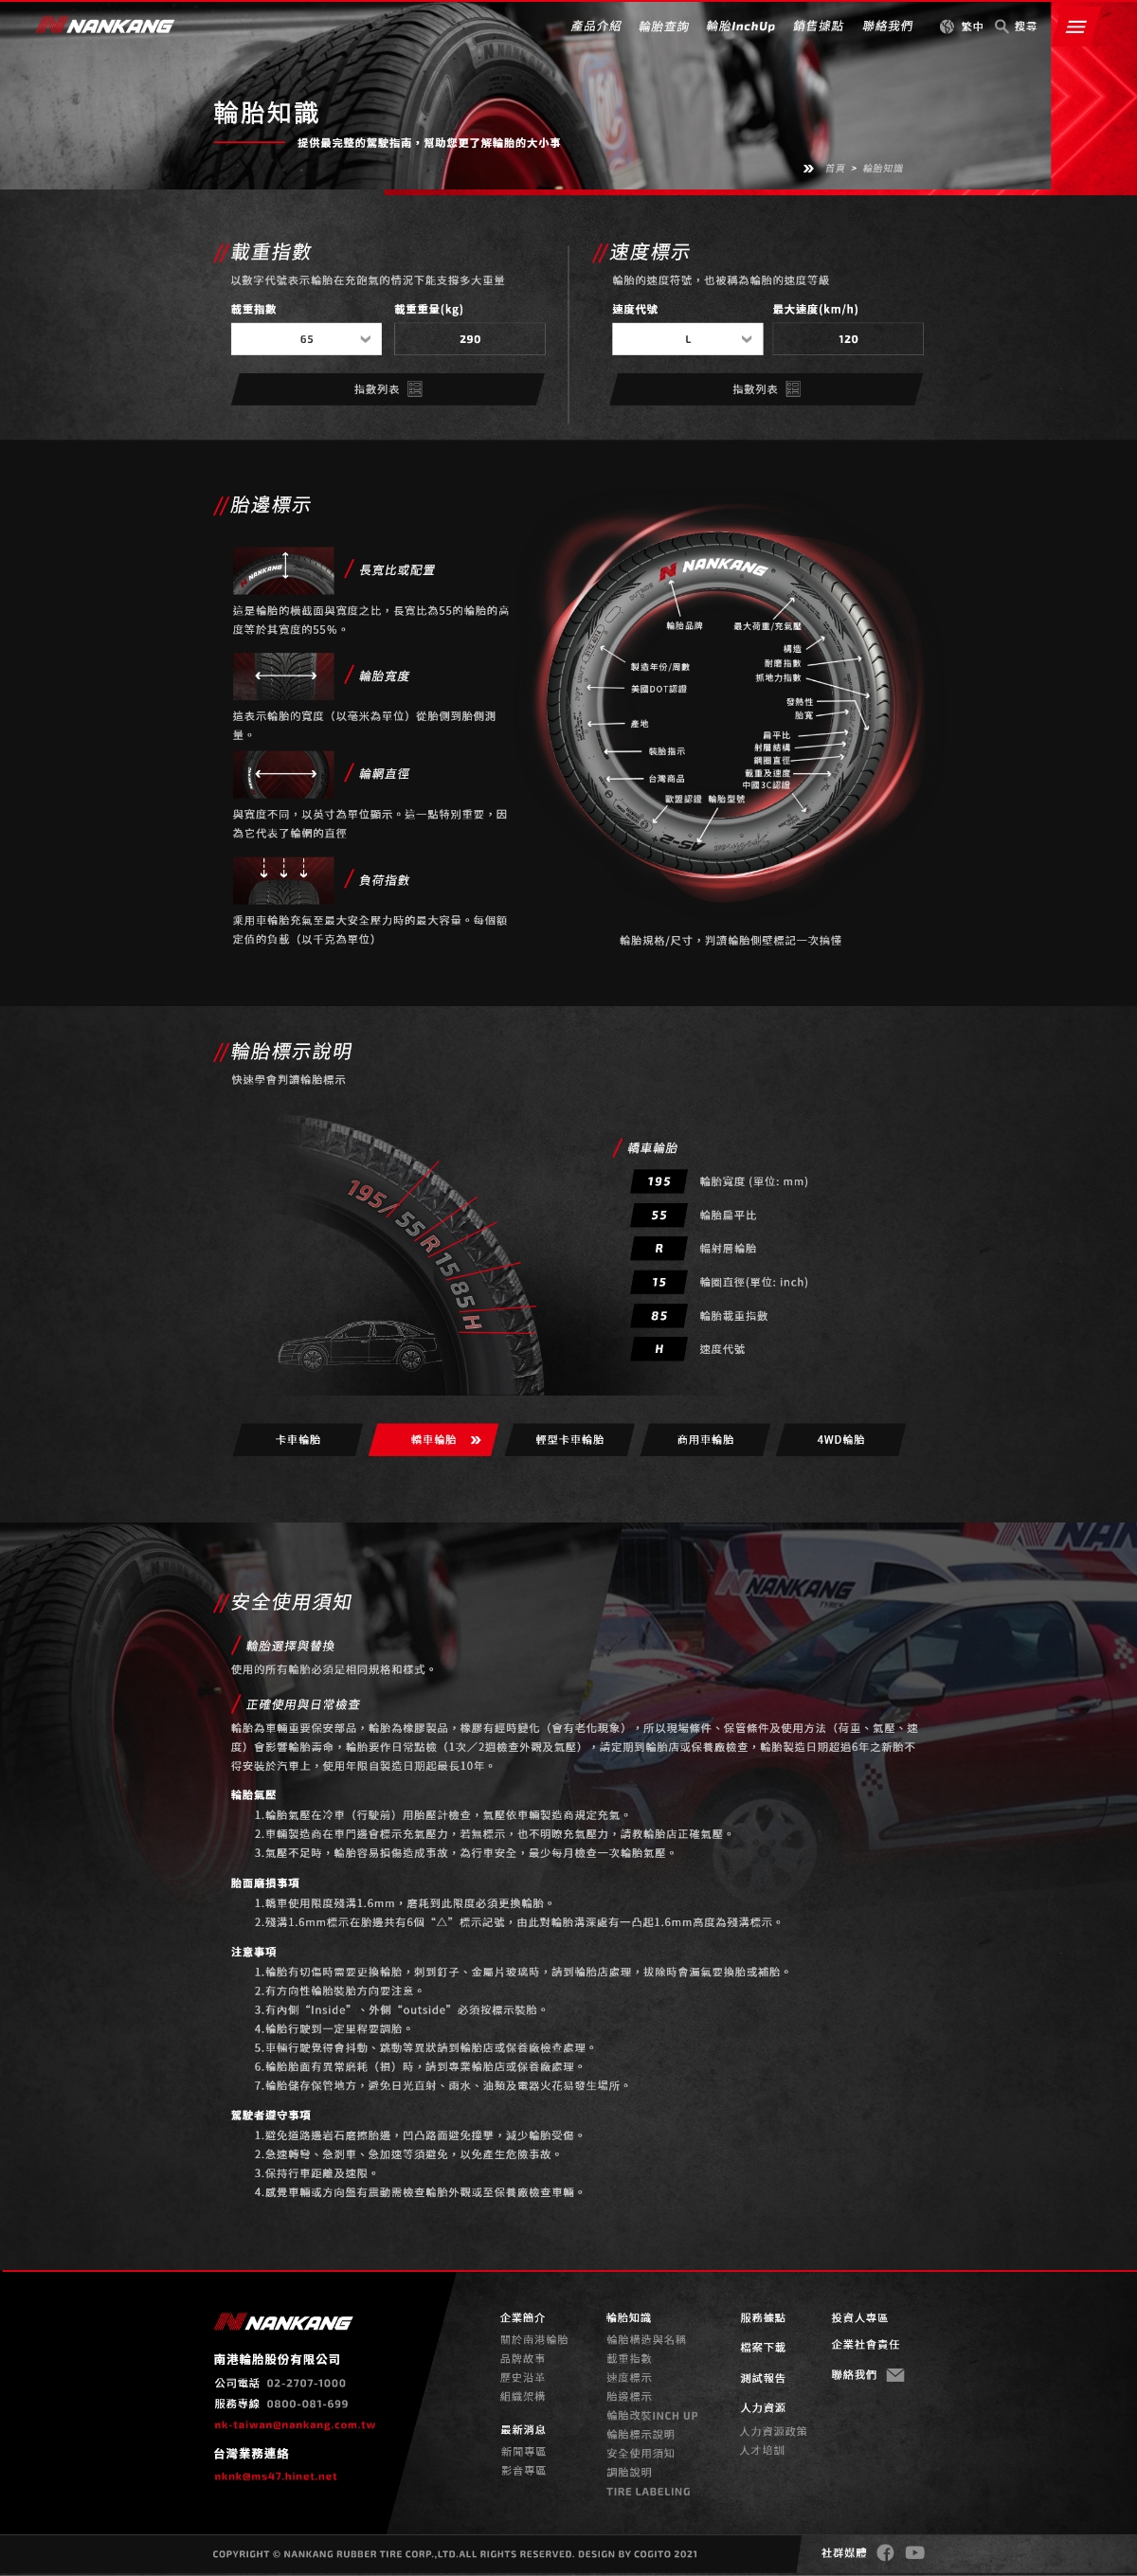 NANKANG
產品介紹 輪胎查詢 輪胎InchUp 銷售據點 聯絡我們 繁中 搜尋
輪胎知識
提供最完整的駕駛指南，幫助您更了解輪胎的大小事
首頁 > 輪胎知識
載重指數
以數字代號表示輪胎在充飽氣的情況下能支撐多大重量
載重指數 載重重量(kg)
65 290
指數列表
速度標示
輪胎的速度符號，也被稱為輪胎的速度等級
速度代號 最大速度(km/h)
L 120
指數列表
胎邊標示
長寬比或配置
這是輪胎的橫截面與寬度之比，長寬比為55的輪胎的高
度等於其寬度的55%。
輪胎寬度
這表示輪胎的寬度（以毫米為單位）從胎側到胎側測
量。
輪網直徑
與寬度不同，以英寸為單位顯示。這一點特別重要，因
為它代表了輪輞的直徑
負荷指數
乘用車輪胎充氣至最大安全壓力時的最大容量。每個額
定值的負載（以千克為單位）
NANKANG
輪胎品牌
最大荷重/充氣壓
構造
耐磨指數
抓地力指數
製造年份/周數
美國DOT認證
發熱性
胎寬
產地
扁平比
射層結構
鋼圈直徑
載重及速度
中國3C認證
裝胎指示
台灣商品
歐盟認證 輪胎型號
AS-2+
輪胎規格/尺寸，判讀輪胎側壁標記一次搞懂
輪胎標示說明
快速學會判讀輪胎標示
195/55R1585H
轎車輪胎
195 輪胎寬度 (單位: mm)
55 輪胎扁平比
R 輻射層輪胎
15 輪圈直徑(單位: inch)
85 輪胎載重指數
H 速度代號
卡車輪胎 轎車輪胎 輕型卡車輪胎 商用車輪胎 4WD輪胎
NANKANG
安全使用須知
輪胎選擇與替換
使用的所有輪胎必須是相同規格和樣式。
正確使用與日常檢查
輪胎為車輛重要保安部品，輪胎為橡膠製品，橡膠有經時變化（會有老化現象），所以現場條件、保管條件及使用方法（荷重、氣壓、速
度）會影響輪胎壽命，輪胎要作日常點檢（1次／2週檢查外觀及氣壓），請定期到輪胎店或保養廠檢查，輪胎製造日期超過6年之新胎不
得安裝於汽車上，使用年限自製造日期起最長10年。
輪胎氣壓
1.輪胎氣壓在冷車（行駛前）用胎壓計檢查，氣壓依車輛製造商規定充氣。
2.車輛製造商在車門邊會標示充氣壓力，若無標示，也不明瞭充氣壓力，請教輪胎店正確氣壓。
3.氣壓不足時，輪胎容易損傷造成事故，為行車安全，最少每月檢查一次輪胎氣壓。
胎面磨損事項
1.轎車使用限度殘溝1.6mm，磨耗到此限度必須更換輪胎。
2.殘溝1.6mm標示在胎邊共有6個“△”標示記號，由此對輪胎溝深處有一凸起1.6mm高度為殘溝標示。
注意事項
1.輪胎有切傷時需要更換輪胎，刺到釘子、金屬片玻璃時，請到輪胎店處理，拔除時會漏氣要換胎或補胎。
2.有方向性輪胎裝胎方向要注意。
3.有內側“Inside”、外側“outside”必須按標示裝胎。
4.輪胎行駛到一定里程要調胎。
5.車輛行駛覺得會抖動、跳動等異狀請到輪胎店或保養廠檢查處理。
6.輪胎胎面有異常磨耗（損）時，請到專業輪胎店或保養廠處理。
7.輪胎儲存保管地方，避免日光直射、雨水、油類及電器火花易發生場所。
駕駛者遵守事項
1.避免道路邊岩石磨擦胎邊，凹凸路面避免撞擊，減少輪胎受傷。
2.急速轉彎、急剎車、急加速等須避免，以免產生危險事故。
3.保持行車距離及速限。
4.感覺車輛或方向盤有震動需檢查輪胎外觀或至保養廠檢查車輛。
NANKANG
南港輪胎股份有限公司
公司電話 02-2707-1000
服務專線 0800-081-699
nk-taiwan@nankang.com.tw
台灣業務連絡
nknk@ms47.hinet.net
企業簡介
關於南港輪胎
品牌故事
歷史沿革
組織架構
最新消息
新聞專區
影音專區
輪胎知識
輪胎構造與名稱
載重指數
速度標示
胎邊標示
輪胎改裝INCH UP
輪胎標示說明
安全使用須知
調胎說明
TIRE LABELING
服務據點
檔案下載
測試報告
人力資源
人力資源政策
人才培訓
投資人專區
企業社會責任
聯絡我們
COPYRIGHT © NANKANG RUBBER TIRE CORP.,LTD.ALL RIGHTS RESERVED. DESIGN BY COGITO 2021
社群媒體